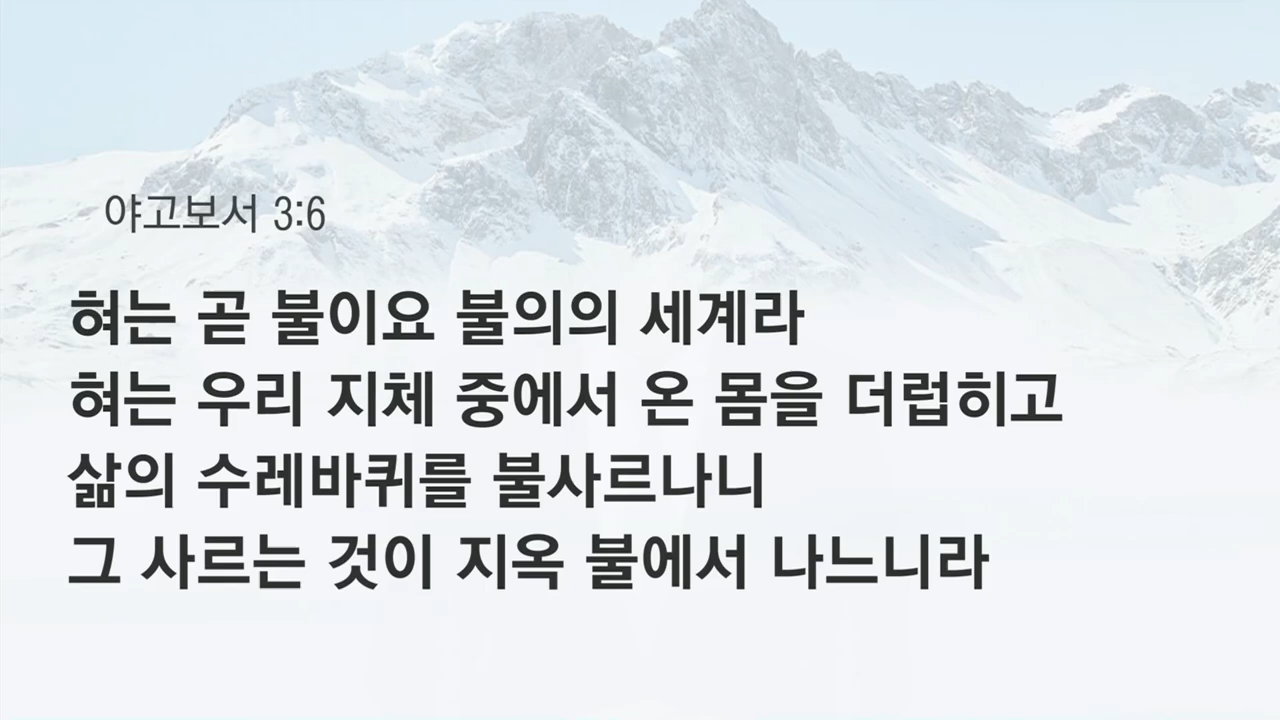 야고보서 3:6
혀는 곧 불이요 불의의 세계라
혀는 우리 지체 중에서 온 몸을 더럽히고
삶의 수레바퀴를 불사르나니
그 사르는 것이 지옥 불에서 나느니라